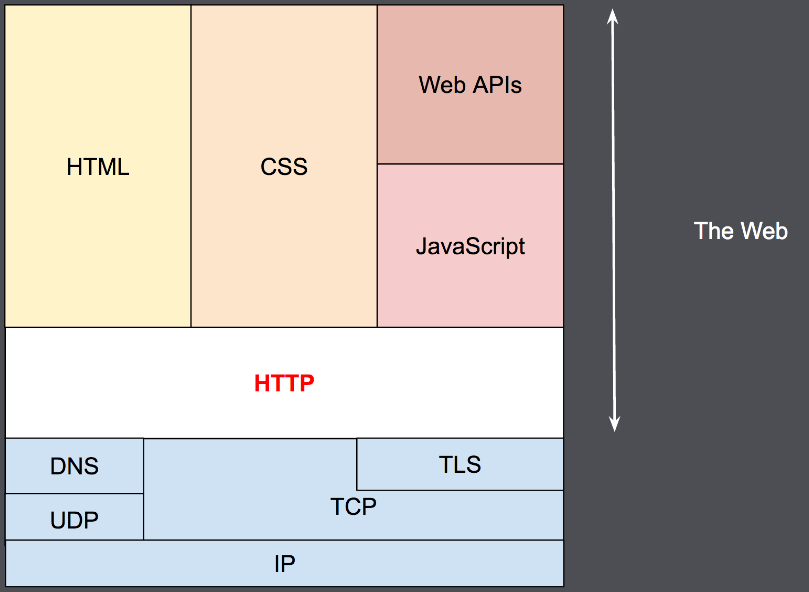 Web APIs
HTML
CSS
JavaScript
The Web
HTTP
DNS
TLS
TCP
UDP
IP